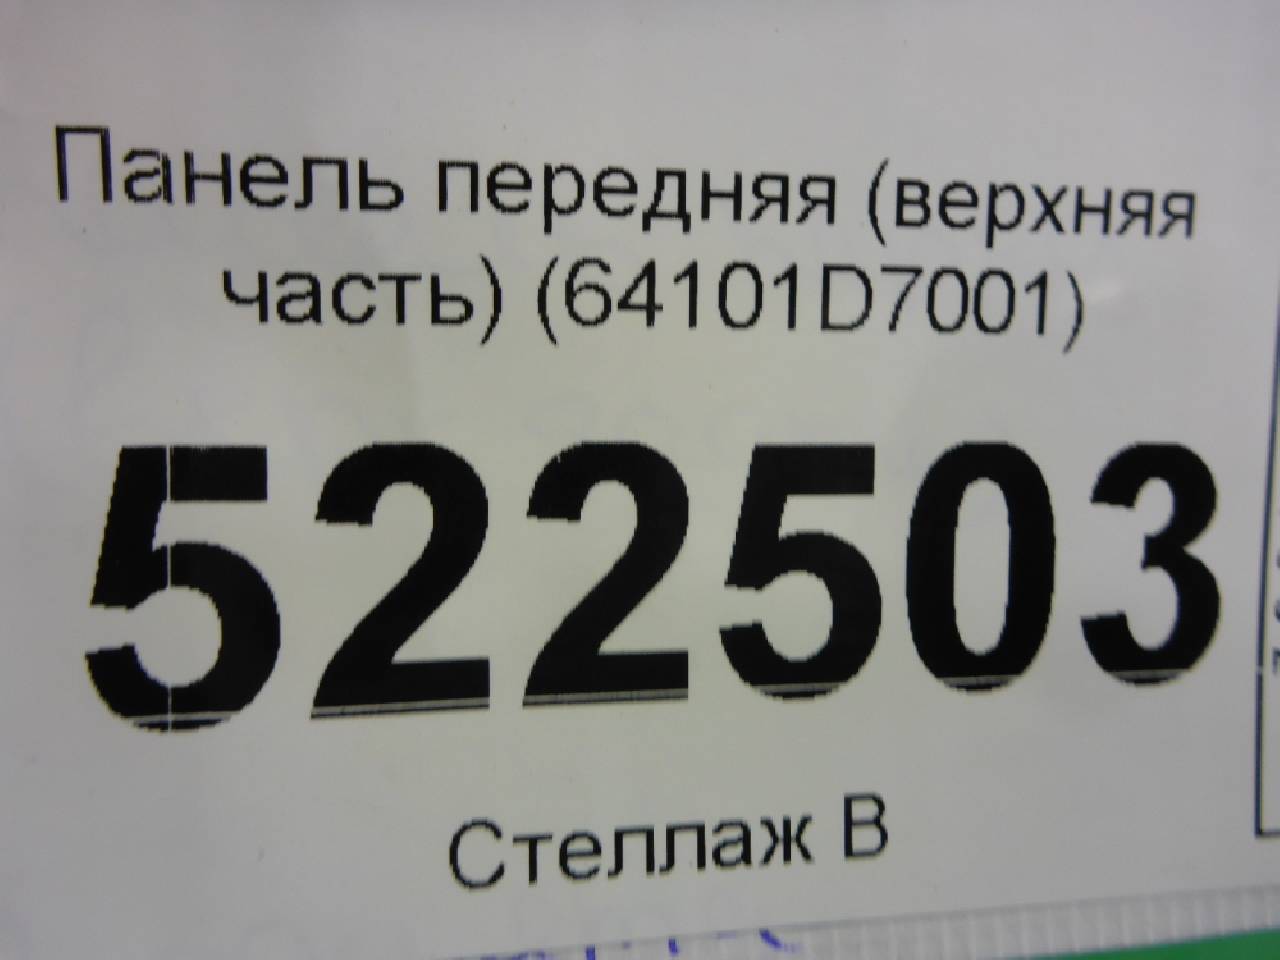 Панель передняя (верхняя
часть) (64101D7001)
522503
Стеллаж В